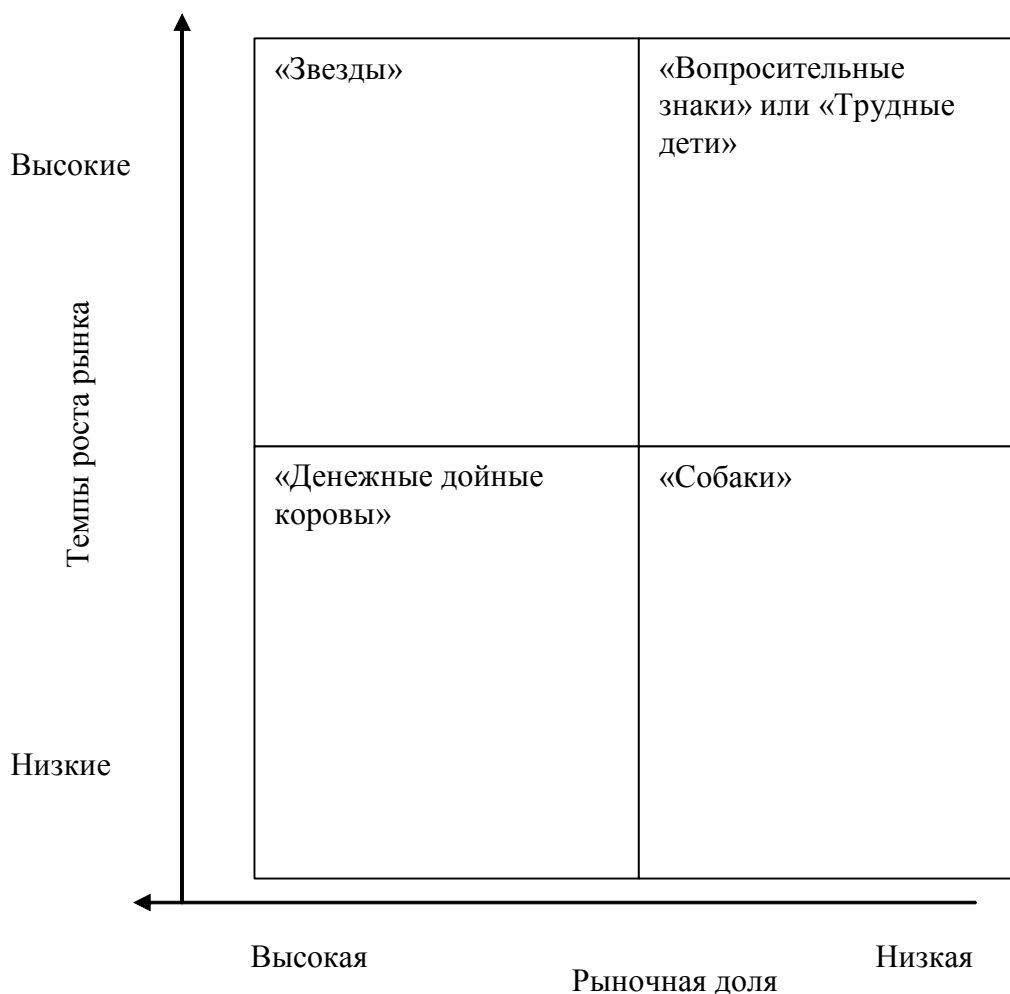 «Звезды»
«Вопросительные
знаки» или «Трудные
дети»
Высокие
Темпы роста рынка
«Денежные дойные
коровы»
«Собаки»
Низкие
Высокая
Низкая
Рыночная доля